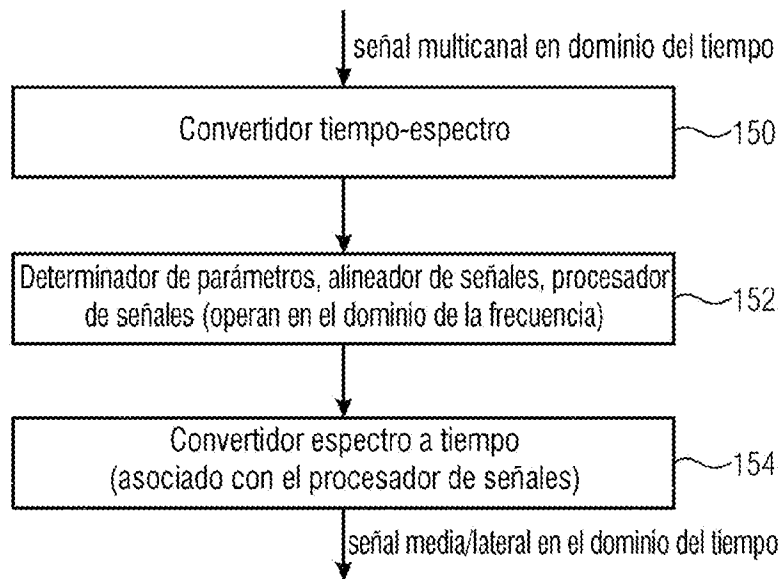 señal multicanal en dominio del tiempo
Convertidor tiempo-espectro
150
Determinador de parámetros, alineador de señales, procesador
de señales (operan en el dominio de la frecuencia)
152
Convertidor espectro a tiempo
(asociado con el procesador de señales)
154
señal media/lateral en el dominio del tiempo